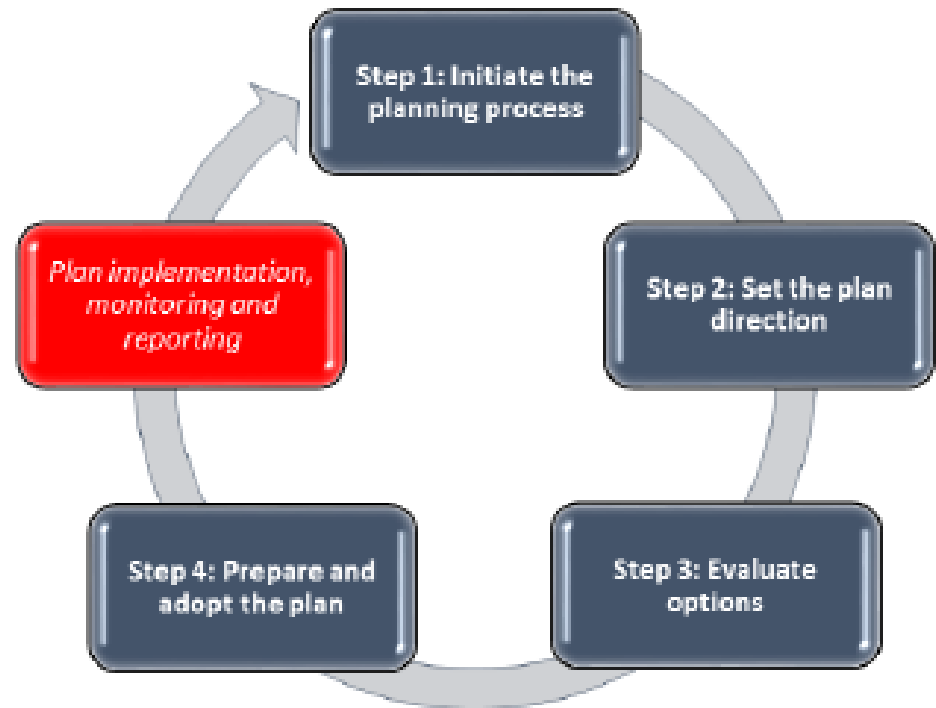 Step 1: Initiate the
planning process
Step 2: Set the plan
direction
Step 3: Evaluate
options
Step 4: Prepare and
adopt the plan
Plan implementation,
monitoring and
reporting